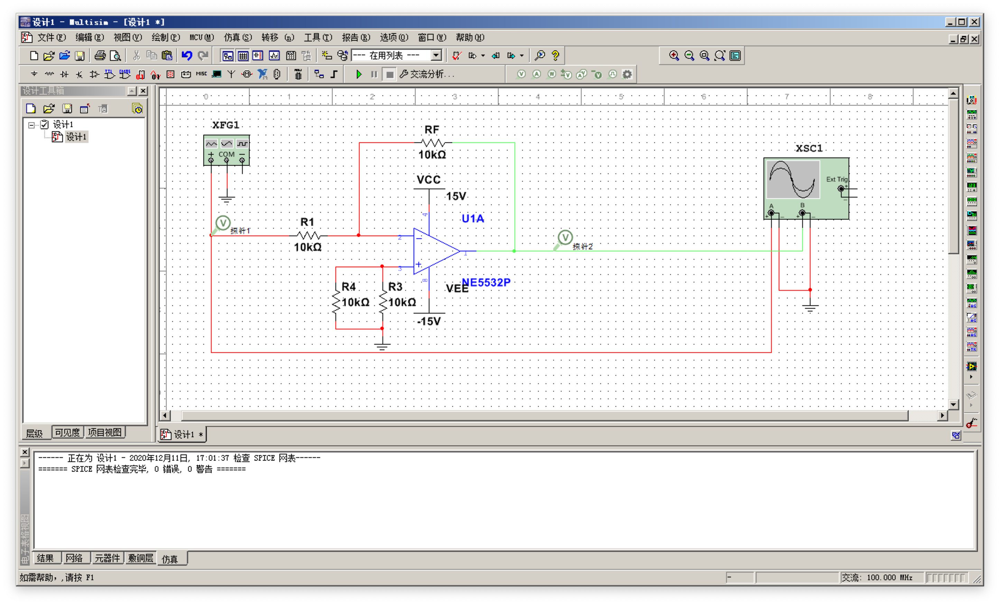 设计1 - Multisim - [设计1 *]
文件(F) 编辑(E) 视图(V) 绘制(P) MCU(M) 仿真(S) 转移 (n) 工具(T) 报告(R) 选项(O) 窗口(W) 帮助(H)
--- 在用列表 ---
MISC 交流分析...
设计工具箱
设计1
设计1
层级 可见度 项目视图
0 1 2 3 4 5 6 7 8
XFG1
+ COM -
RF
10kΩ
XSC1
Ext Trig
+
-
A B
+ - + -
VCC
15V
4
U1A
V
探针1
R1
10kΩ
2
1
3
V
探针2
8
NE5532P
VEE
-15V
R4
10kΩ
R3
10kΩ
设计1 *
------ 正在为 设计1 - 2020年12月11日, 17:01:37 检查 SPICE 网表------
======= SPICE 网表检查完毕, 0 错误, 0 警告 =======
电子表格视图
结果 网络 元器件 敷铜层 仿真
如需帮助,,请按 F1
- 交流: 100.000 MHz